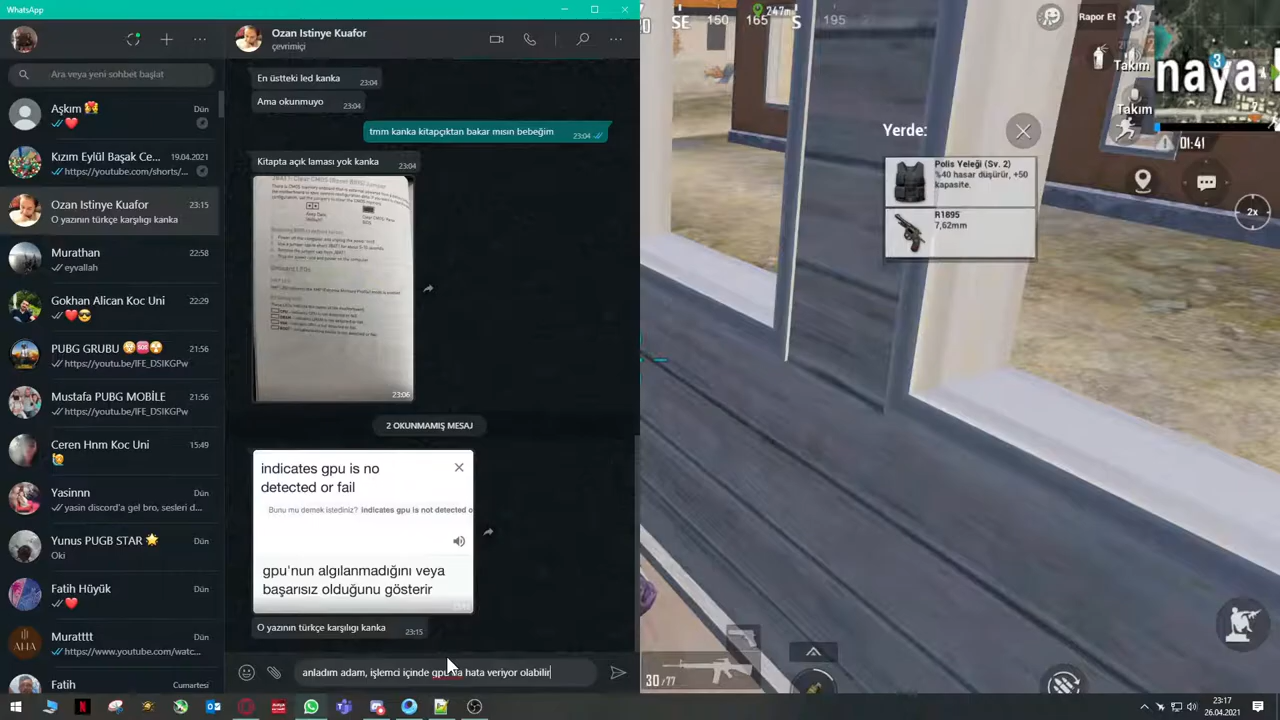 WhatsApp
Ara veya yeni sohbet başlat
Aşkım
Dün
Kızım Eylül Başak Ce...
19.04.2021
https://youtube.com/shorts/...
Ozan Istinye Kuafor
23:15
O yazının türkçe karşılıgı kanka
Murathan
22:58
eyvallah
Gokhan Alican Koc Uni
22:29
PUBG GRUBU
21:56
https://youtu.be/IFE_DSIKGPw
Mustafa PUBG MOBİLE
21:56
https://youtu.be/IFE_DSIKGPw
Ceren Hnm Koc Uni
15:49
Yasinnn
Dün
yasin discord'a gel bro, sesleri d...
Yunus PUGB STAR
Dün
Oki
Fatih Hüyük
Dün
Muratttt
Dün
https://www.youtube.com/watc...
Fatih
Cumartesi
Ozan Istinye Kuafor
çevrimiçi
En üstteki led kanka
23:04
Ama okunmuyo
23:04
tmm kanka kitapçıktan bakar mısın bebeğim
23:04
Kitapta açık laması yok kanka
23:04
23:06
2 OKUNMAMIŞ MESAJ
indicates gpu is no
detected or fail
Bunu mu demek istediniz? indicates gpu is not detected o
gpu'nun algılanmadığını veya
başarısız olduğunu gösterir
O yazının türkçe karşılıgı kanka
23:15
anladım adam, işlemci içinde gpu da hata veriyor olabilir
SE
150
165
S
195
247m
Rapor Et
Takım
Takım
naya
3
01:41
2x
Yerde:
Polis Yeleği (Sv. 2)
%40 hasar düşürür, +50
kapasite.
R1895
7,62mm
30/77
23:17
26.04.2021